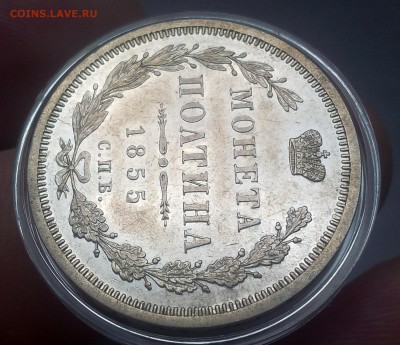 COINS.LAVE.RU
МОНЕТА
ПОЛТИНА
1855
С.П.Б.